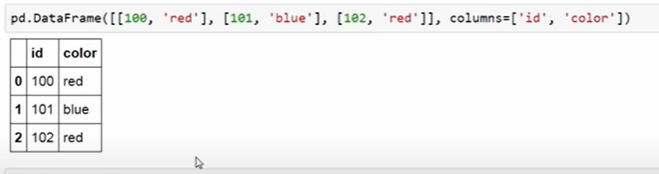 pd.DataFrame([[100, 'red'], [101, 'blue'], [102, 'red']], columns=['id', 'color'])
id color
0 100 red
1 101 blue
2 102 red